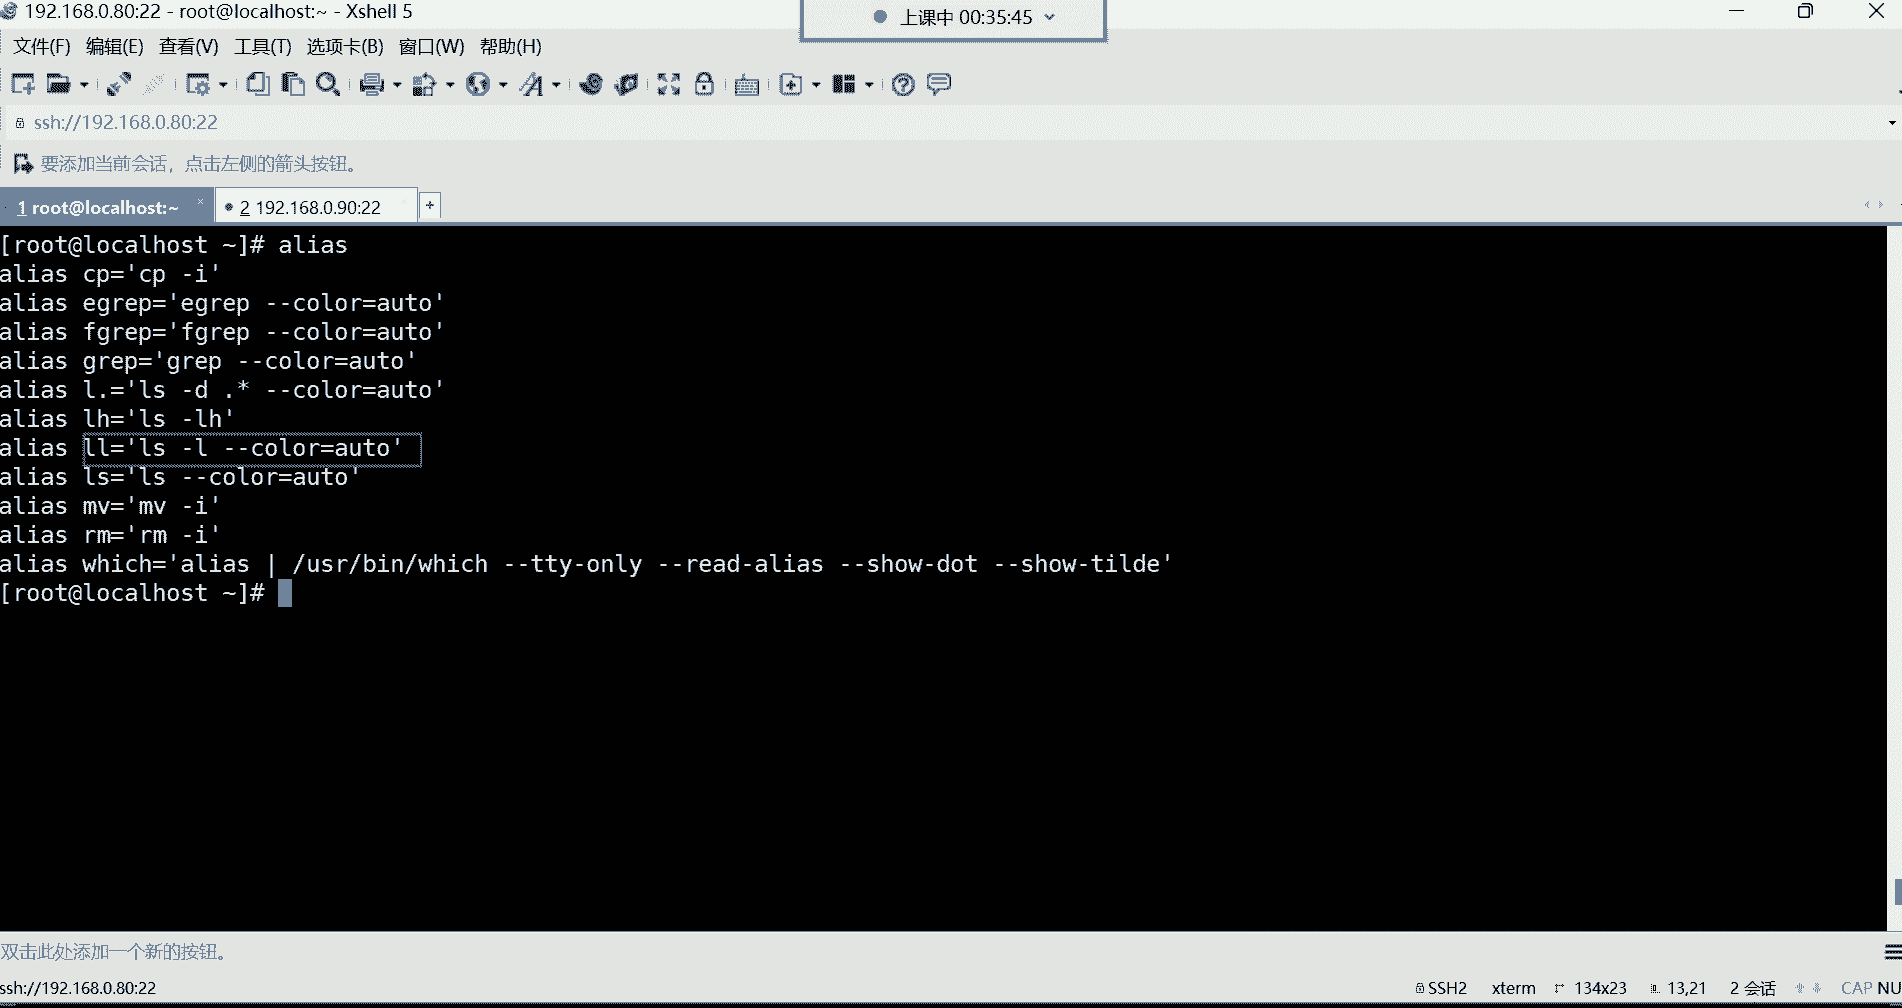 192.168.0.80:22 - root@localhost:~ - Xshell 5
上课中 00:35:45
文件(F) 编辑(E) 查看(V) 工具(T) 选项卡(B) 窗口(W) 帮助(H)
ssh://192.168.0.80:22
要添加当前会话，点击左侧的箭头按钮。
1 root@localhost:~ × 2 192.168.0.90:22 +
[root@localhost ~]# alias
alias cp='cp -i'
alias egrep='egrep --color=auto'
alias fgrep='fgrep --color=auto'
alias grep='grep --color=auto'
alias l.='ls -d .* --color=auto'
alias lh='ls -lh'
alias ll='ls -l --color=auto'
alias ls='ls --color=auto'
alias mv='mv -i'
alias rm='rm -i'
alias which='alias | /usr/bin/which --tty-only --read-alias --show-dot --show-tilde'
[root@localhost ~]#
双击此处添加一个新的按钮。
ssh://192.168.0.80:22 SSH2 xterm 134x23 13,21 2 会话 CAP NU